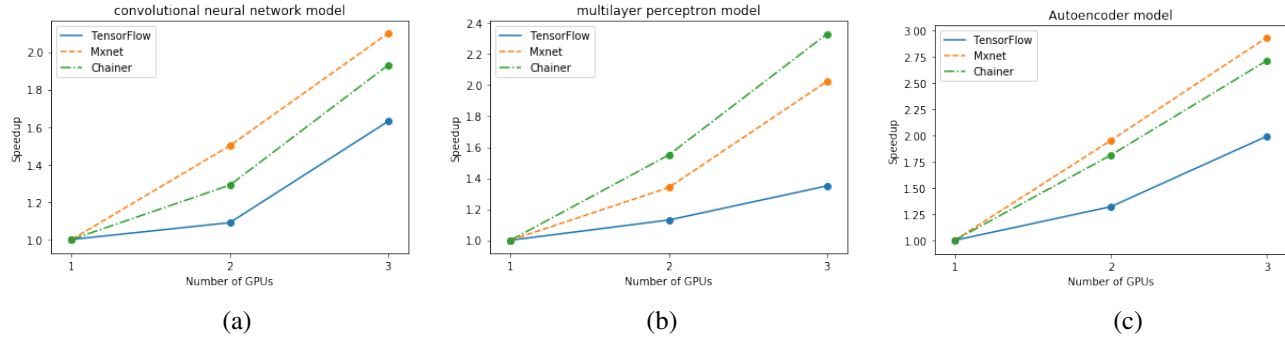 convolutional neural network model
TensorFlow
Mxnet
Chainer
Speedup
2.0
1.8
1.6
1.4
1.2
1.0
1 2 3
Number of GPUs
(a)
multilayer perceptron model
TensorFlow
Mxnet
Chainer
Speedup
2.4
2.2
2.0
1.8
1.6
1.4
1.2
1.0
1 2 3
Number of GPUs
(b)
Autoencoder model
TensorFlow
Mxnet
Chainer
Speedup
3.00
2.75
2.50
2.25
2.00
1.75
1.50
1.25
1.00
1 2 3
Number of GPUs
(c)